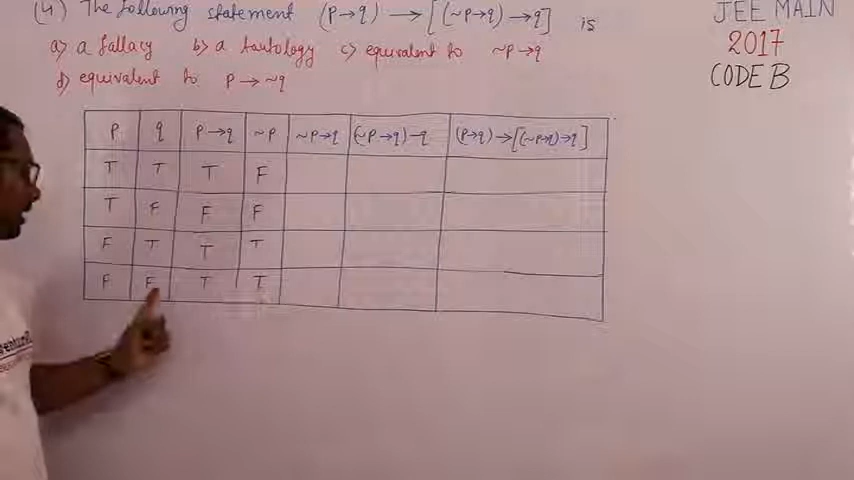 (4) The following statement (p→q) → [(~p→q)→q] is
a) a fallacy b) a tautology c) equivalent to ~p→q
d) equivalent to p→~q
JEE MAIN
2017
CODE B
p q p→q ~p ~p→q (~p→q)→q (p→q)→[(~p→q)→q]
T T T F
T F F F
F T T T
F F T T